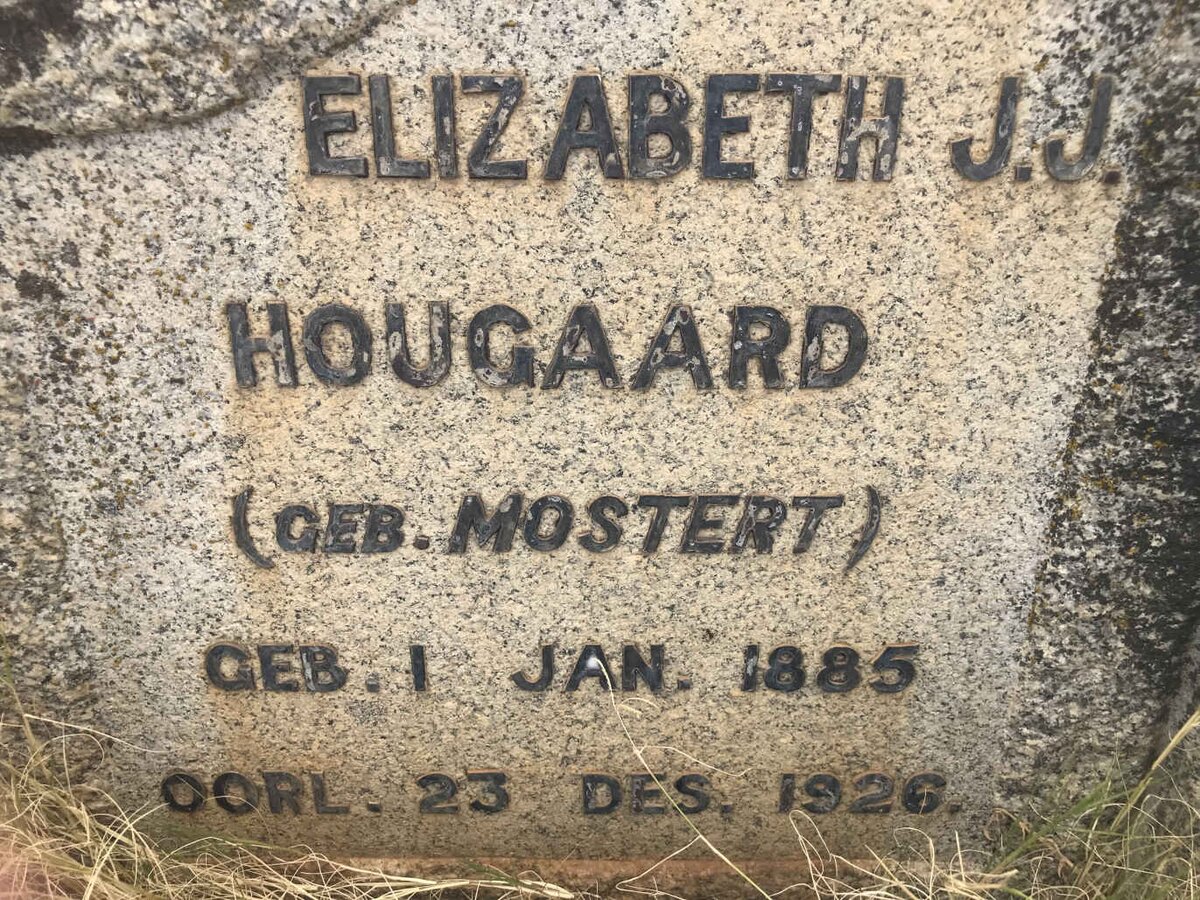 ELIZABETH J.J.
HOUGAARD
(GEB. MOSTERT)
GEB. 1 JAN. 1885
OORL. 23 DES. 1926.